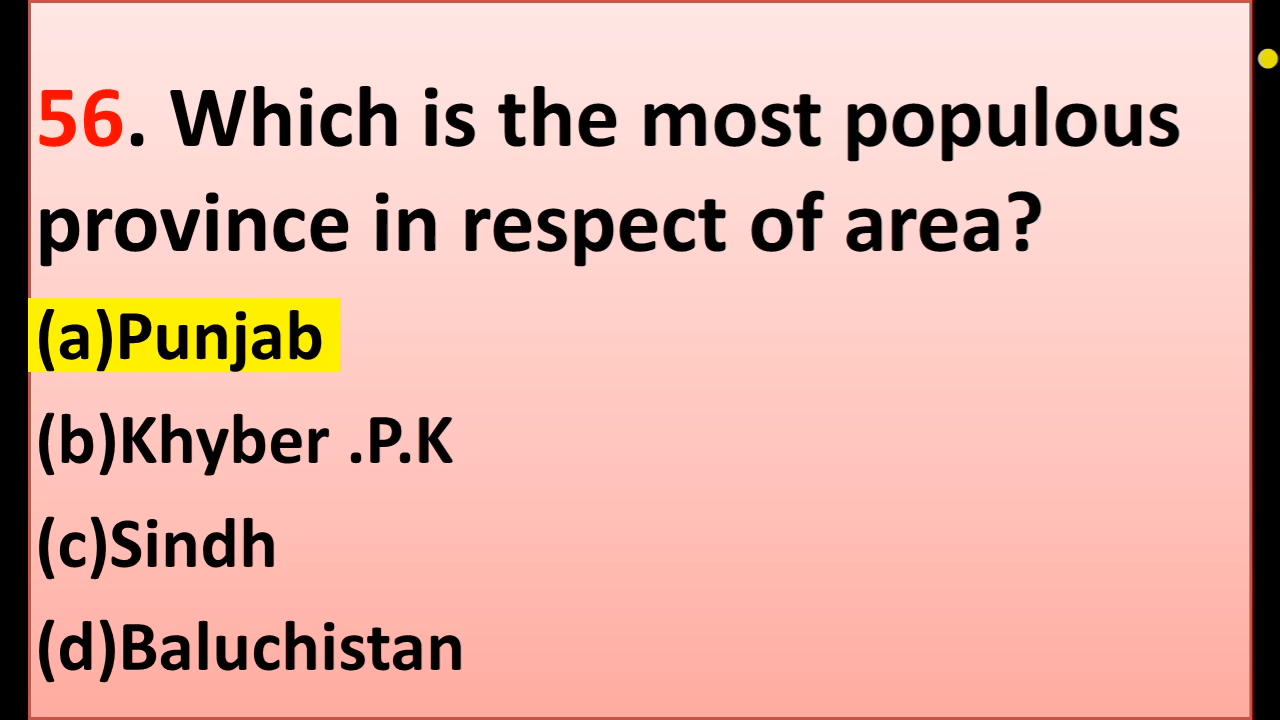 56. Which is the most populous
province in respect of area?
(a)Punjab
(b)Khyber .P.K
(c)Sindh
(d)Baluchistan